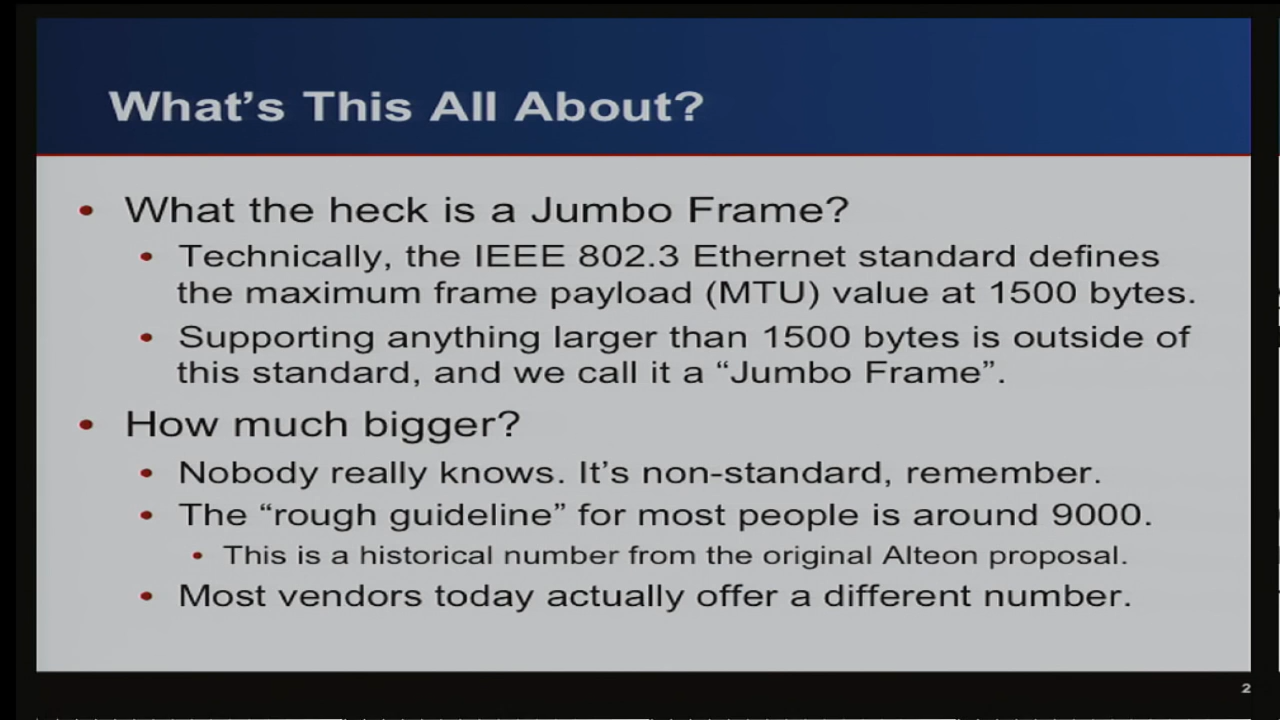 What's This All About?
• What the heck is a Jumbo Frame?
• Technically, the IEEE 802.3 Ethernet standard defines
the maximum frame payload (MTU) value at 1500 bytes.
• Supporting anything larger than 1500 bytes is outside of
this standard, and we call it a “Jumbo Frame”.
• How much bigger?
• Nobody really knows. It's non-standard, remember.
• The “rough guideline” for most people is around 9000.
• This is a historical number from the original Alteon proposal.
• Most vendors today actually offer a different number.
2